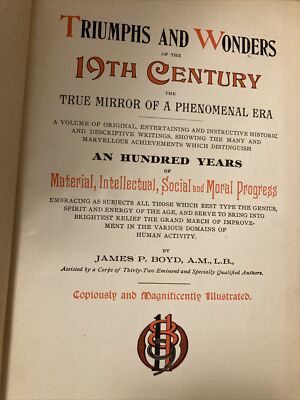 TRIUMPHS AND WONDERS
OF THE
19TH CENTURY
THE
TRUE MIRROR OF A PHENOMENAL ERA
A VOLUME OF ORIGINAL, ENTERTAINING AND INSTRUCTIVE HISTORIC
AND DESCRIPTIVE WRITINGS, SHOWING THE MANY AND
MARVELLOUS ACHIEVEMENTS WHICH DISTINGUISH
AN HUNDRED YEARS
OF
Material, Intellectual, Social and Moral Progress
EMBRACING AS SUBJECTS ALL THOSE WHICH BEST TYPE THE GENIUS,
SPIRIT AND ENERGY OF THE AGE, AND SERVE TO BRING INTO
BRIGHTEST RELIEF THE GRAND MARCH OF IMPROVE-
MENT IN THE VARIOUS DOMAINS OF
HUMAN ACTIVITY.
BY
JAMES P. BOYD, A.M., L.B.,
Assisted by a Corps of Thirty-Two Eminent and Specially Qualified Authors.
Copiously and Magnificently Illustrated.